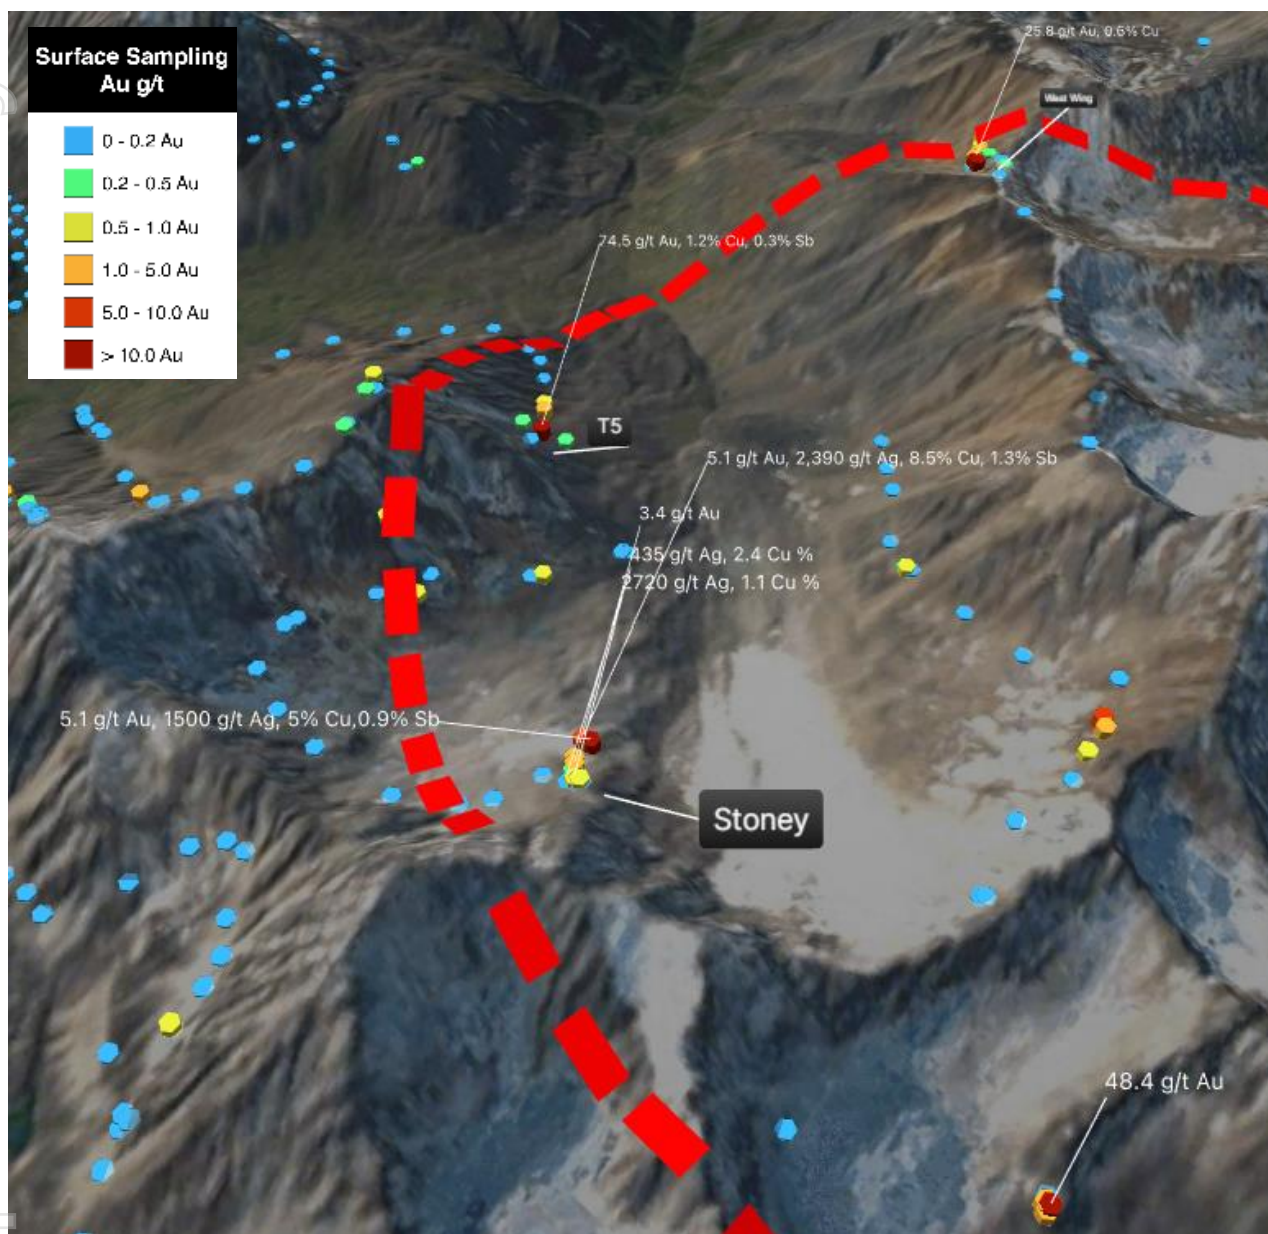 Surface Sampling
Au g/t
0 - 0.2 Au
0.2 - 0.5 Au
0.5 - 1.0 Au
1.0 - 5.0 Au
5.0 - 10.0 Au
> 10.0 Au
25.8 g/t Au, 0.6% Cu
West Wing
74.5 g/t Au, 1.2% Cu, 0.3% Sb
T5
5.1 g/t Au, 2,390 g/t Ag, 8.5% Cu, 1.3% Sb
3.4 g/t Au
435 g/t Ag, 2.4 Cu %
2720 g/t Ag, 1.1 Cu %
5.1 g/t Au, 1500 g/t Ag, 5% Cu,0.9% Sb
Stoney
48.4 g/t Au